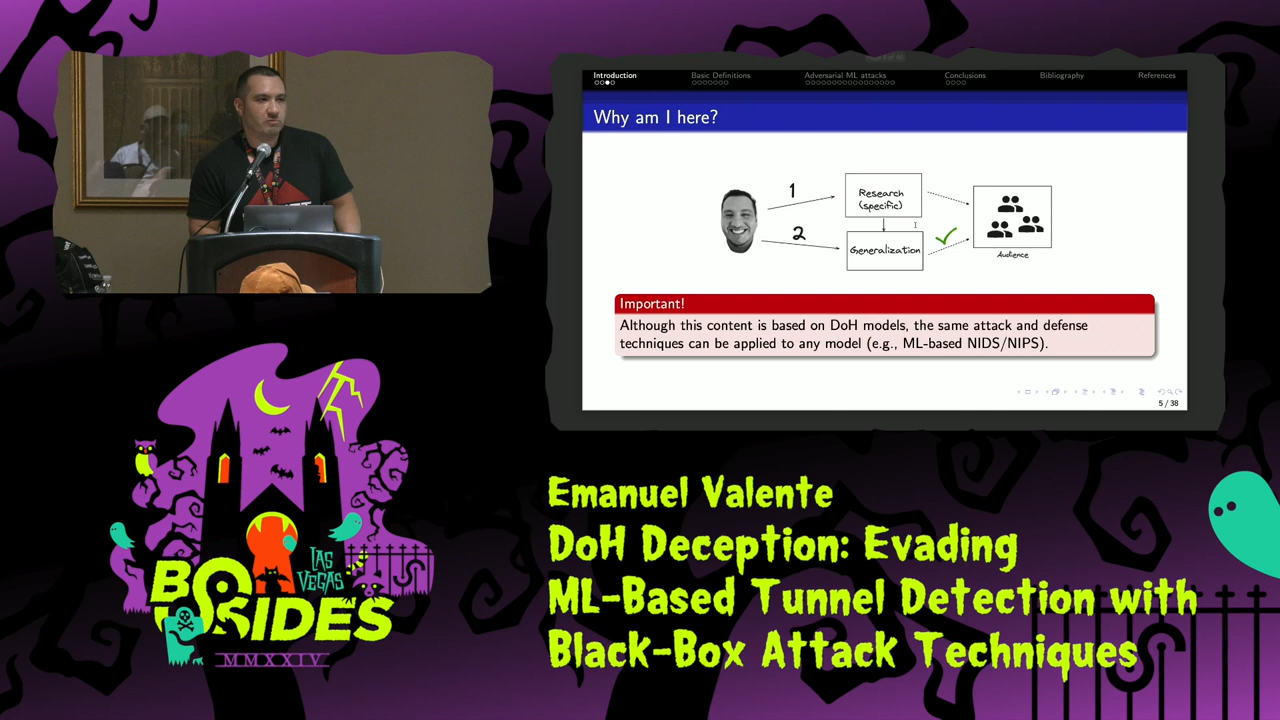 Introduction
Basic Definitions
Adversarial ML attacks
Conclusions
Bibliography
References
Why am I here?
1
Research
(specific)
2
Generalization
Audience
Important!
Although this content is based on DoH models, the same attack and defense
techniques can be applied to any model (e.g., ML-based NIDS/NIPS).
5 / 38
LAS
VEGAS
BSIDES
MMXXIV
Emanuel Valente
DoH Deception: Evading
ML-Based Tunnel Detection with
Black-Box Attack Techniques